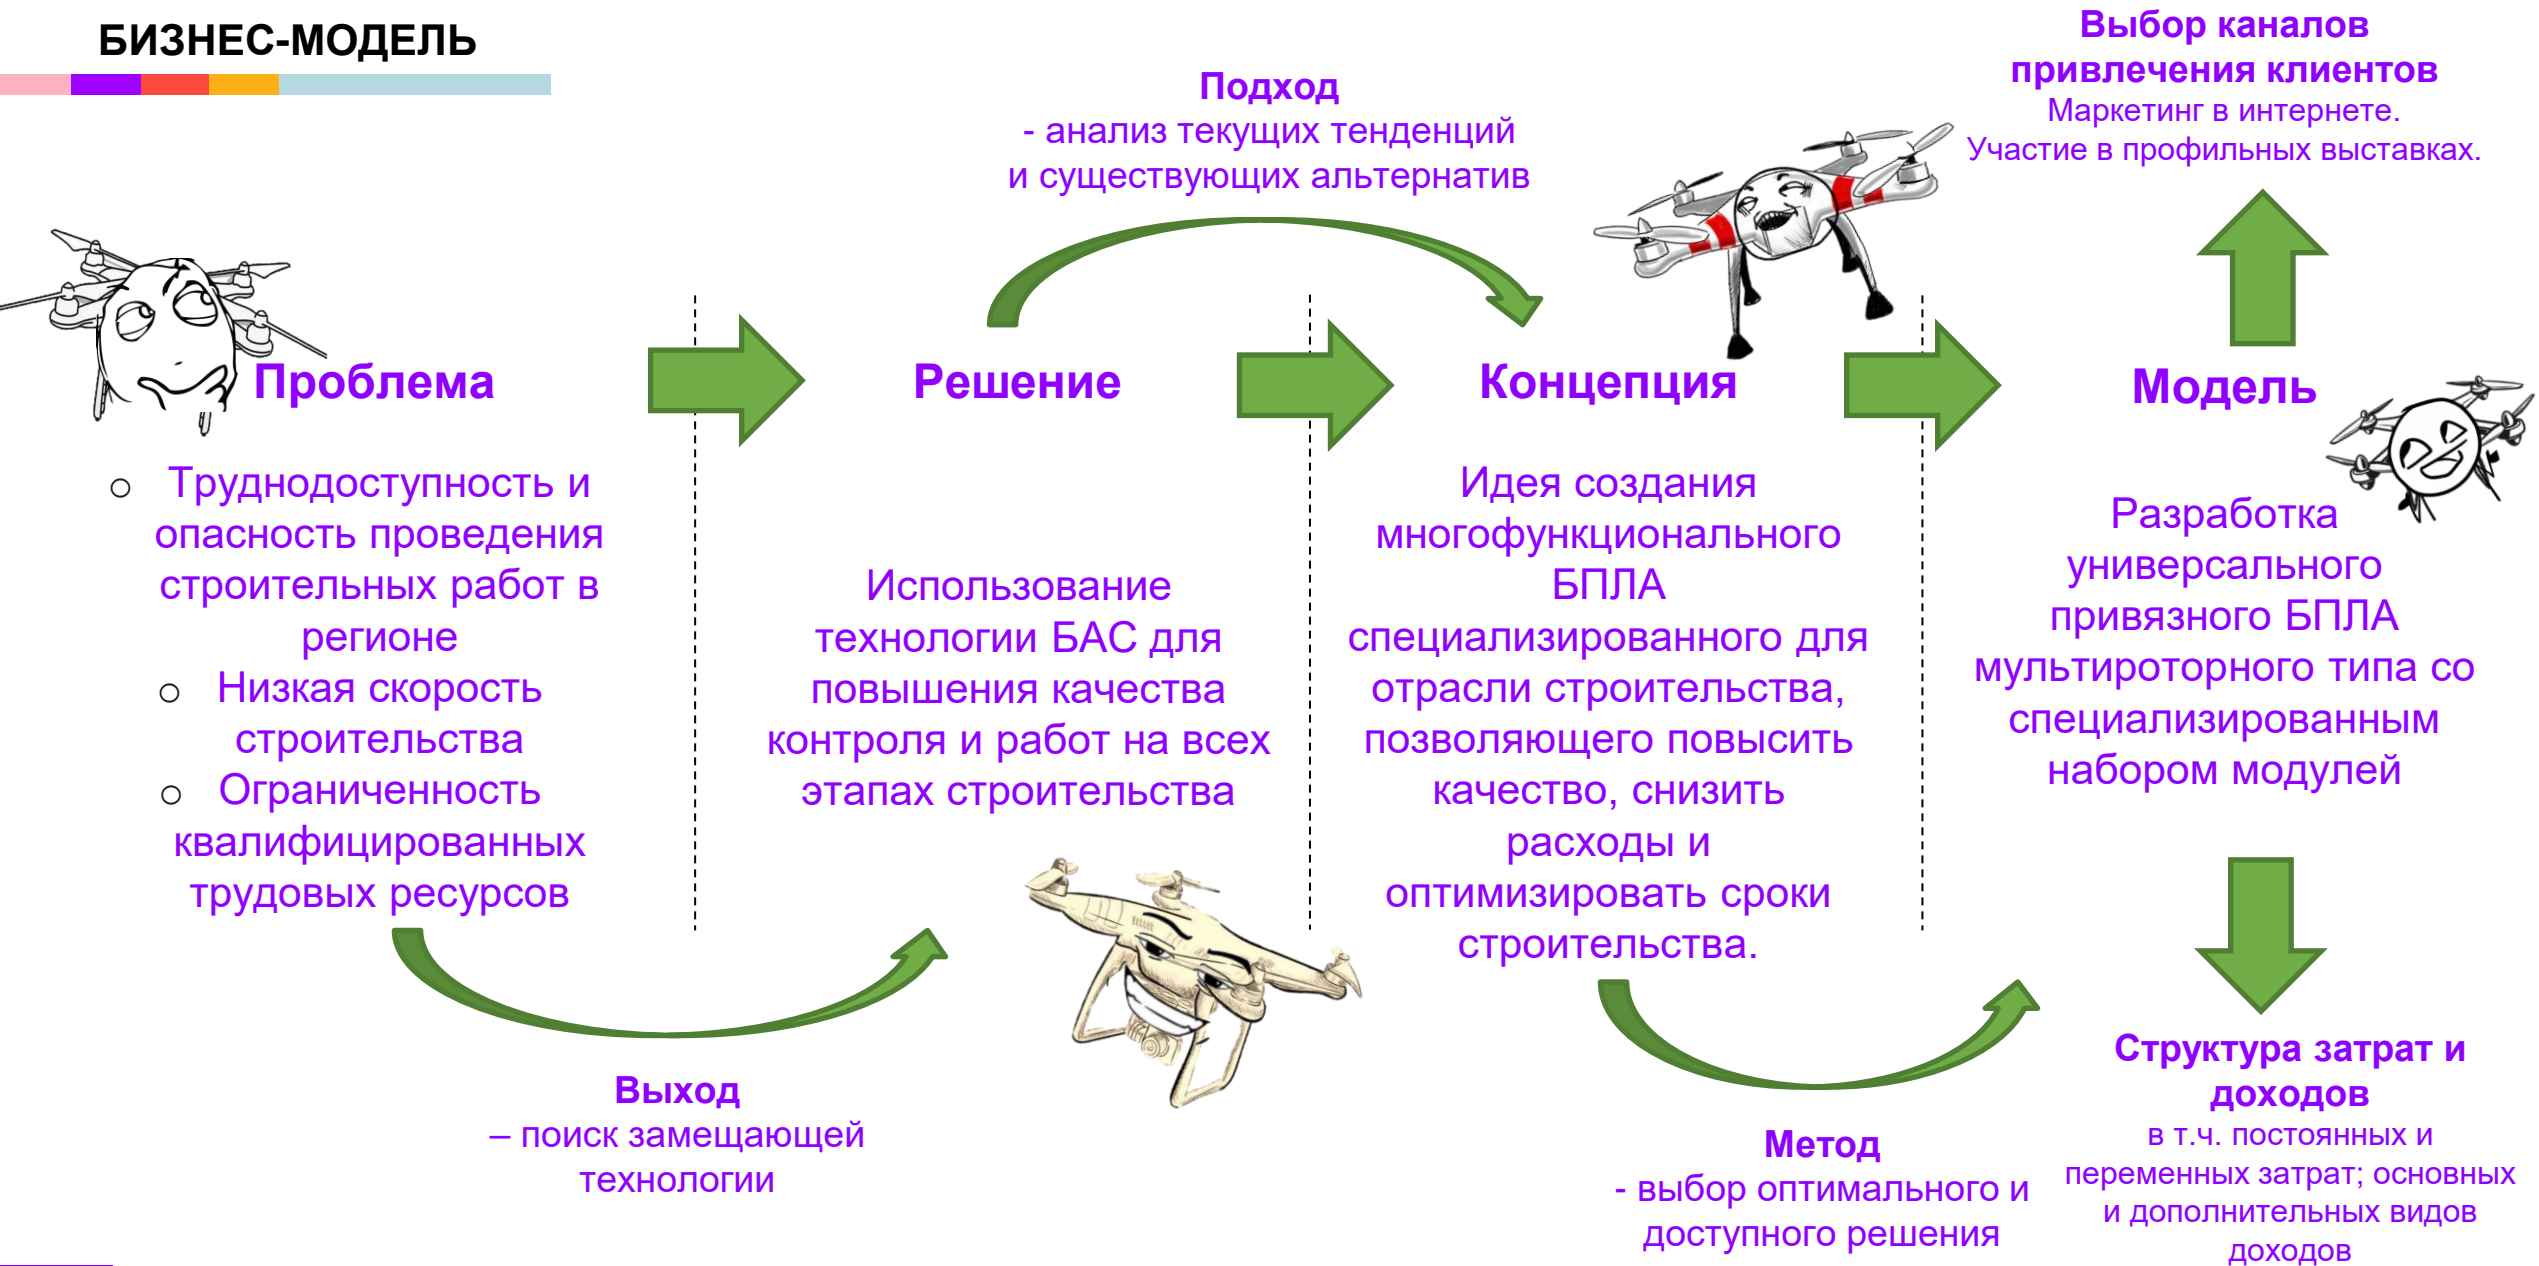 БИЗНЕС-МОДЕЛЬ
Подход
- анализ текущих тенденций
и существующих альтернатив
Выбор каналов
привлечения клиентов
Маркетинг в интернете.
Участие в профильных выставках.
Проблема
Труднодоступность и
опасность проведения
строительных работ в
регионе
Низкая скорость
строительства
Ограниченность
квалифицированных
трудовых ресурсов
Выход
– поиск замещающей
технологии
Решение
Использование
технологии БАС для
повышения качества
контроля и работ на всех
этапах строительства
Концепция
Идея создания
многофункционального
БПЛА
специализированного для
отрасли строительства,
позволяющего повысить
качество, снизить
расходы и
оптимизировать сроки
строительства.
Метод
- выбор оптимального и
доступного решения
Модель
Разработка
универсального
привязного БПЛА
мультироторного типа со
специализированным
набором модулей
Структура затрат и
доходов
в т.ч. постоянных и
переменных затрат; основных
и дополнительных видов
доходов